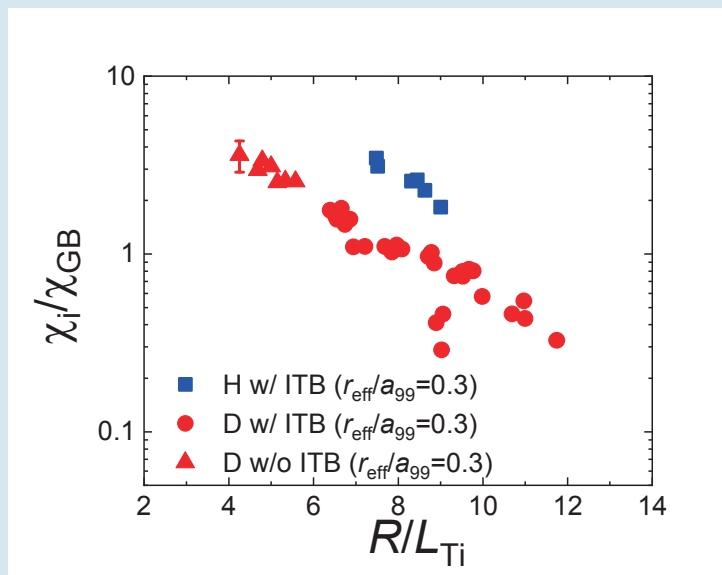 10
1
0.1
χi/χGB
H w/ ITB (reff/a99=0.3)
D w/ ITB (reff/a99=0.3)
D w/o ITB (reff/a99=0.3)
2 4 6 8 10 12 14
R/LTi